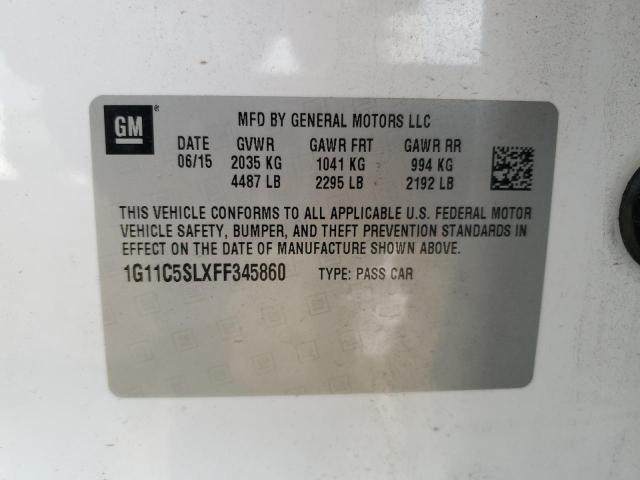 GM® MFD BY GENERAL MOTORS LLC
DATE GVWR GAWR FRT GAWR RR
06/15 2035 KG 1041 KG 994 KG
4487 LB 2295 LB 2192 LB
THIS VEHICLE CONFORMS TO ALL APPLICABLE U.S. FEDERAL MOTOR
VEHICLE SAFETY, BUMPER, AND THEFT PREVENTION STANDARDS IN
EFFECT ON THE DATE OF MANUFACTURE SHOWN ABOVE.
1G11C5SLXFF345860 TYPE: PASS CAR